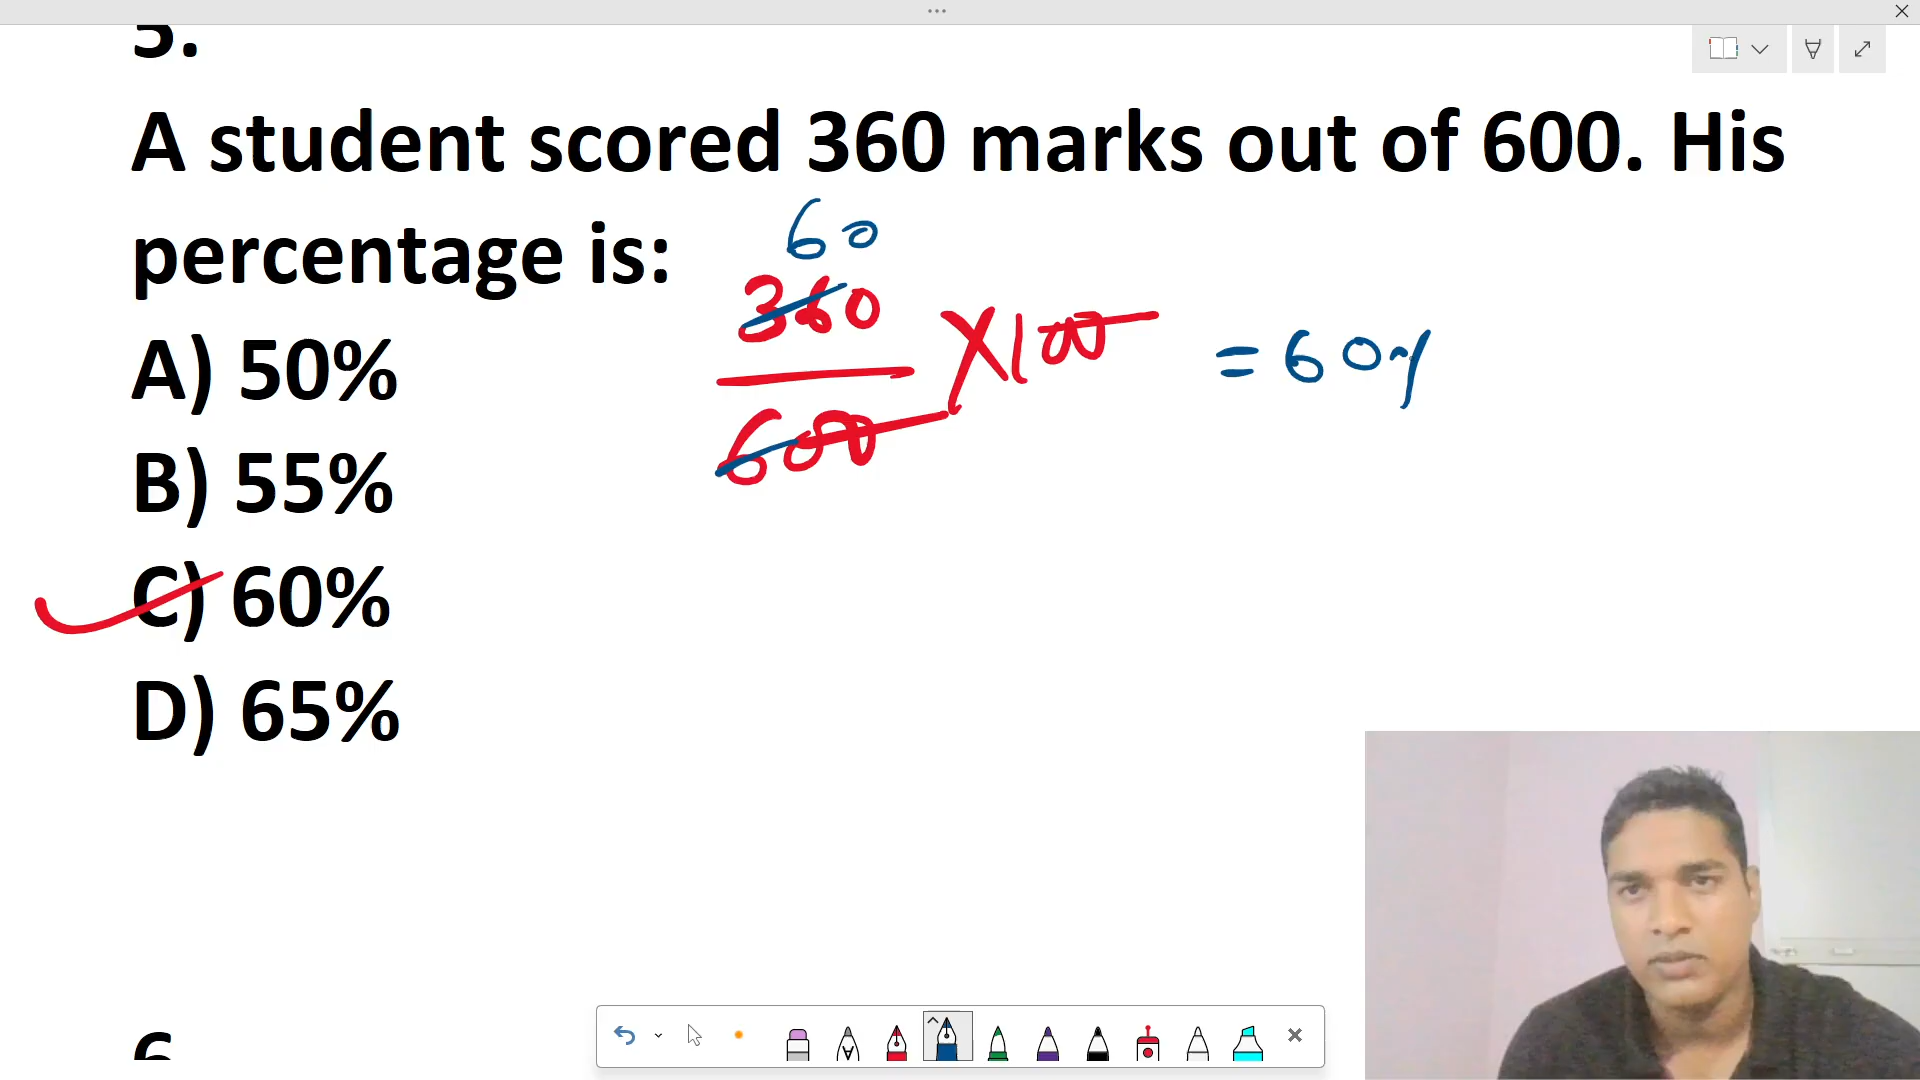 5.
A student scored 360 marks out of 600. His
percentage is:
60
360
600
X100
= 60%
A) 50%
B) 55%
C) 60%
D) 65%
6